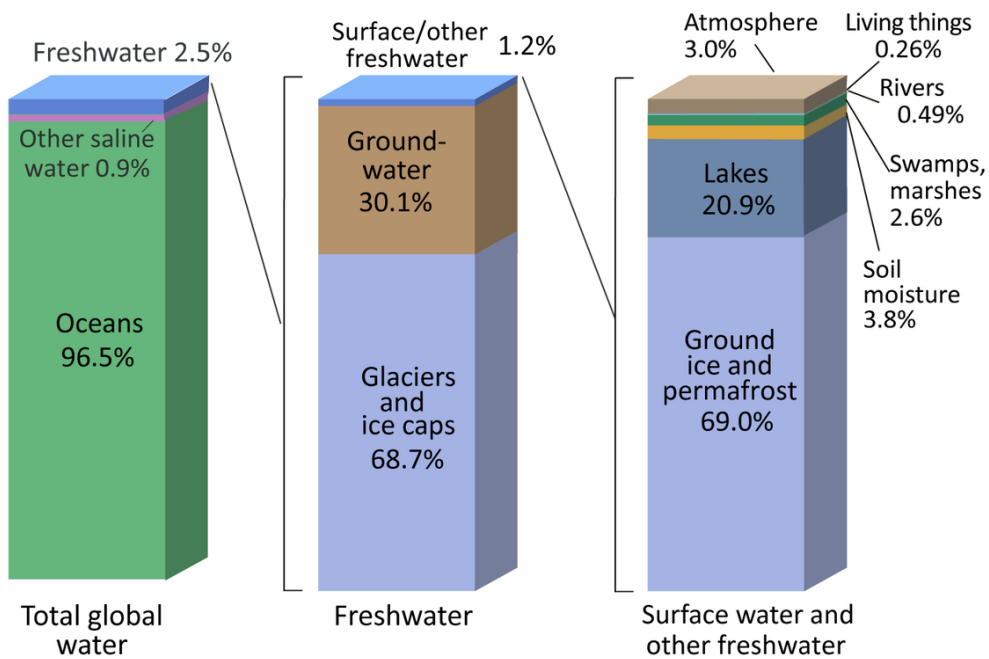 Freshwater 2.5%
Other saline
water 0.9%
Oceans
96.5%
Total global
water
Surface/other
freshwater
1.2%
Ground-
water
30.1%
Glaciers
and
ice caps
68.7%
Freshwater
Atmosphere
3.0%
Living things
0.26%
Rivers
0.49%
Swamps,
marshes
2.6%
Soil
moisture
3.8%
Lakes
20.9%
Ground
ice and
permafrost
69.0%
Surface water and
other freshwater